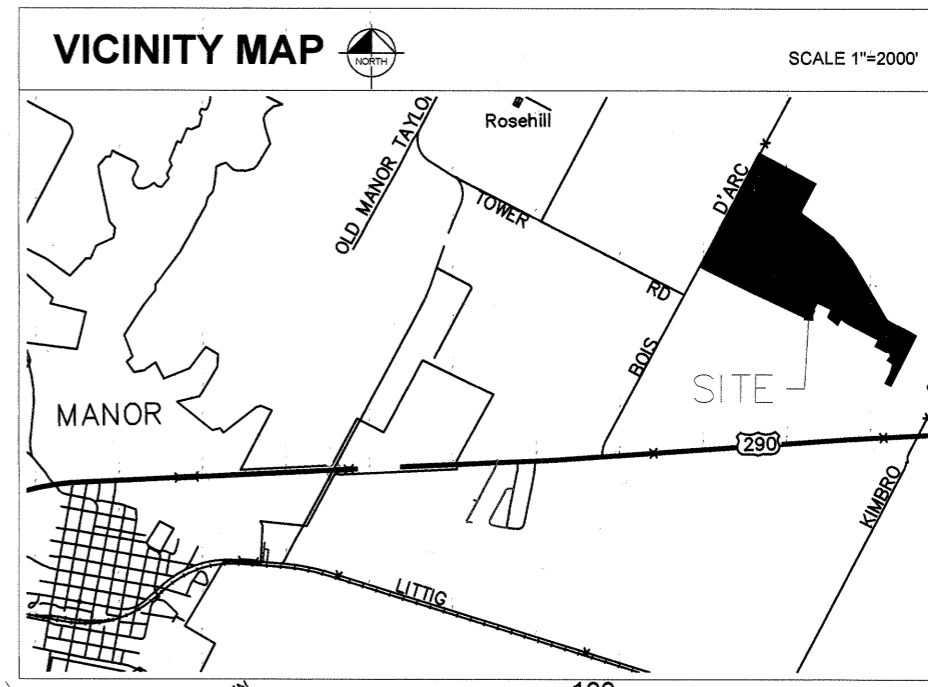 VICINITY MAP
NORTH
SCALE 1"=2000'
Rosehill
OLD MANOR TAYLO
TOWER
RD
D'ARC
BOIS
SITE
MANOR
290
KIMBRO
LITTIG